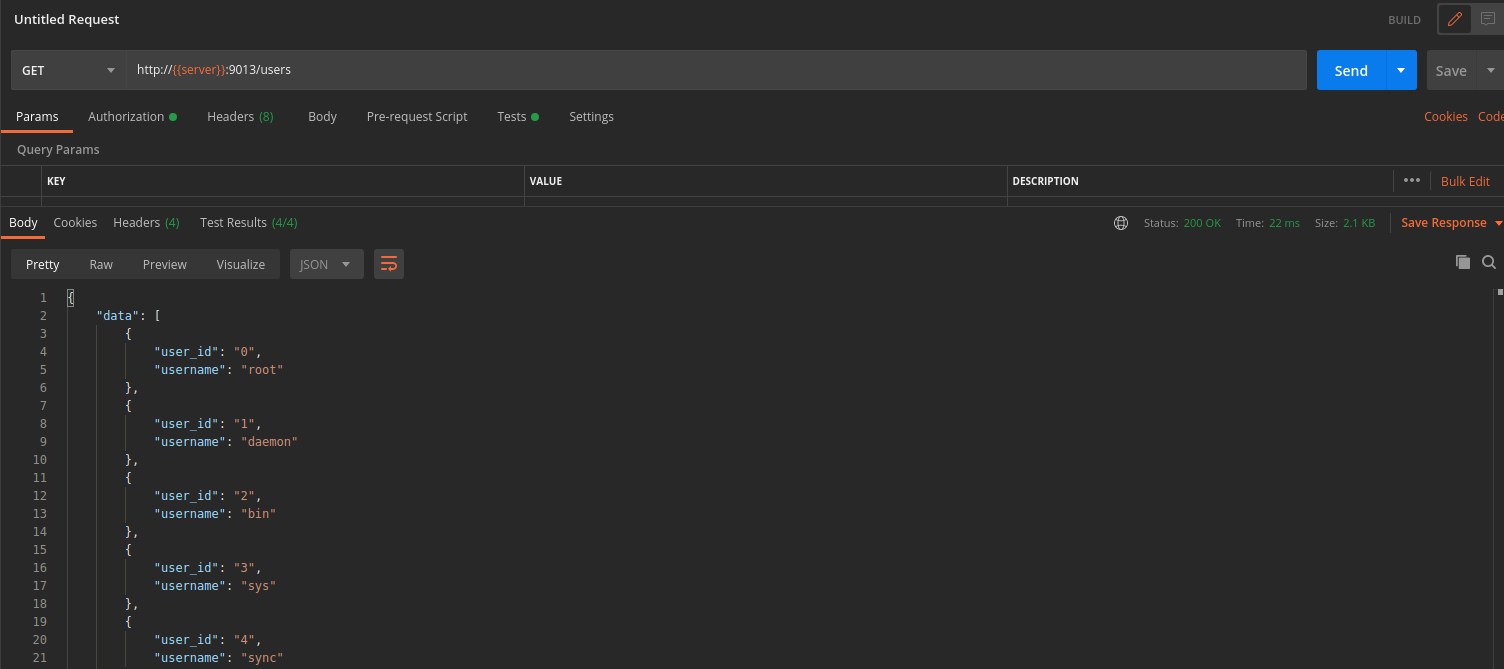 Untitled Request
BUILD
GET http://{{server}}:9013/users Send Save
Params Authorization Headers (8) Body Pre-request Script Tests Settings Cookies Code
Query Params
KEY VALUE DESCRIPTION ••• Bulk Edit
Body Cookies Headers (4) Test Results (4/4) Status: 200 OK Time: 22 ms Size: 2.1 KB Save Response
Pretty Raw Preview Visualize JSON
1 {
2 "data": [
3 {
4 "user_id": "0",
5 "username": "root"
6 },
7 {
8 "user_id": "1",
9 "username": "daemon"
10 },
11 {
12 "user_id": "2",
13 "username": "bin"
14 },
15 {
16 "user_id": "3",
17 "username": "sys"
18 },
19 {
20 "user_id": "4",
21 "username": "sync"